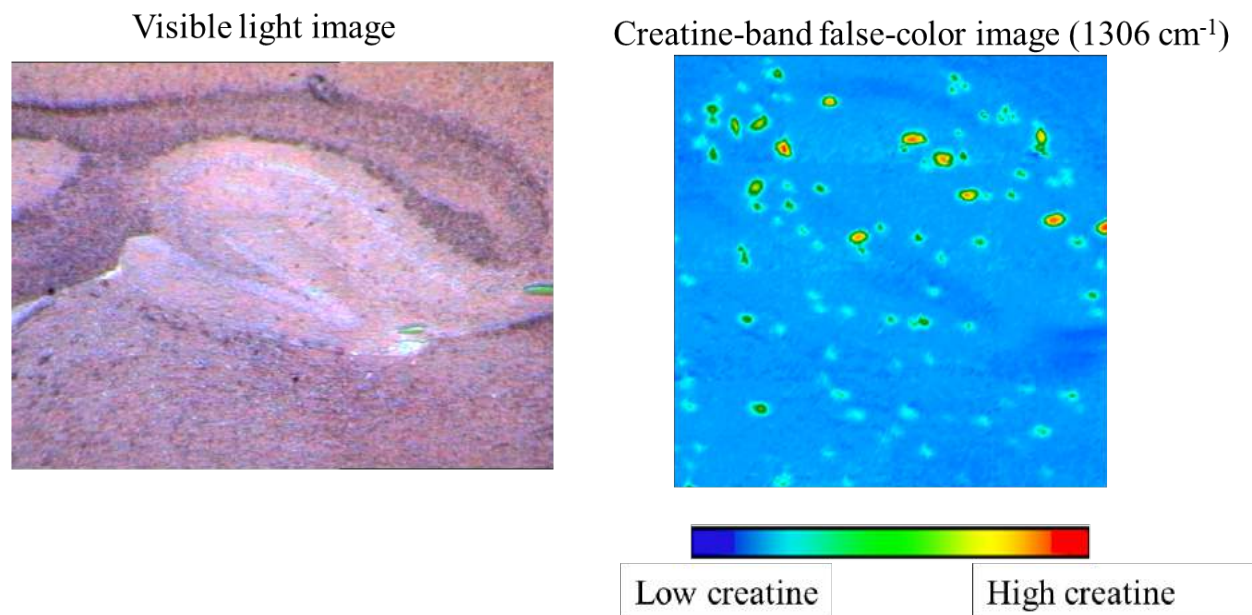 Visible light image
Creatine-band false-color image (1306 cm⁻¹)
Low creatine
High creatine